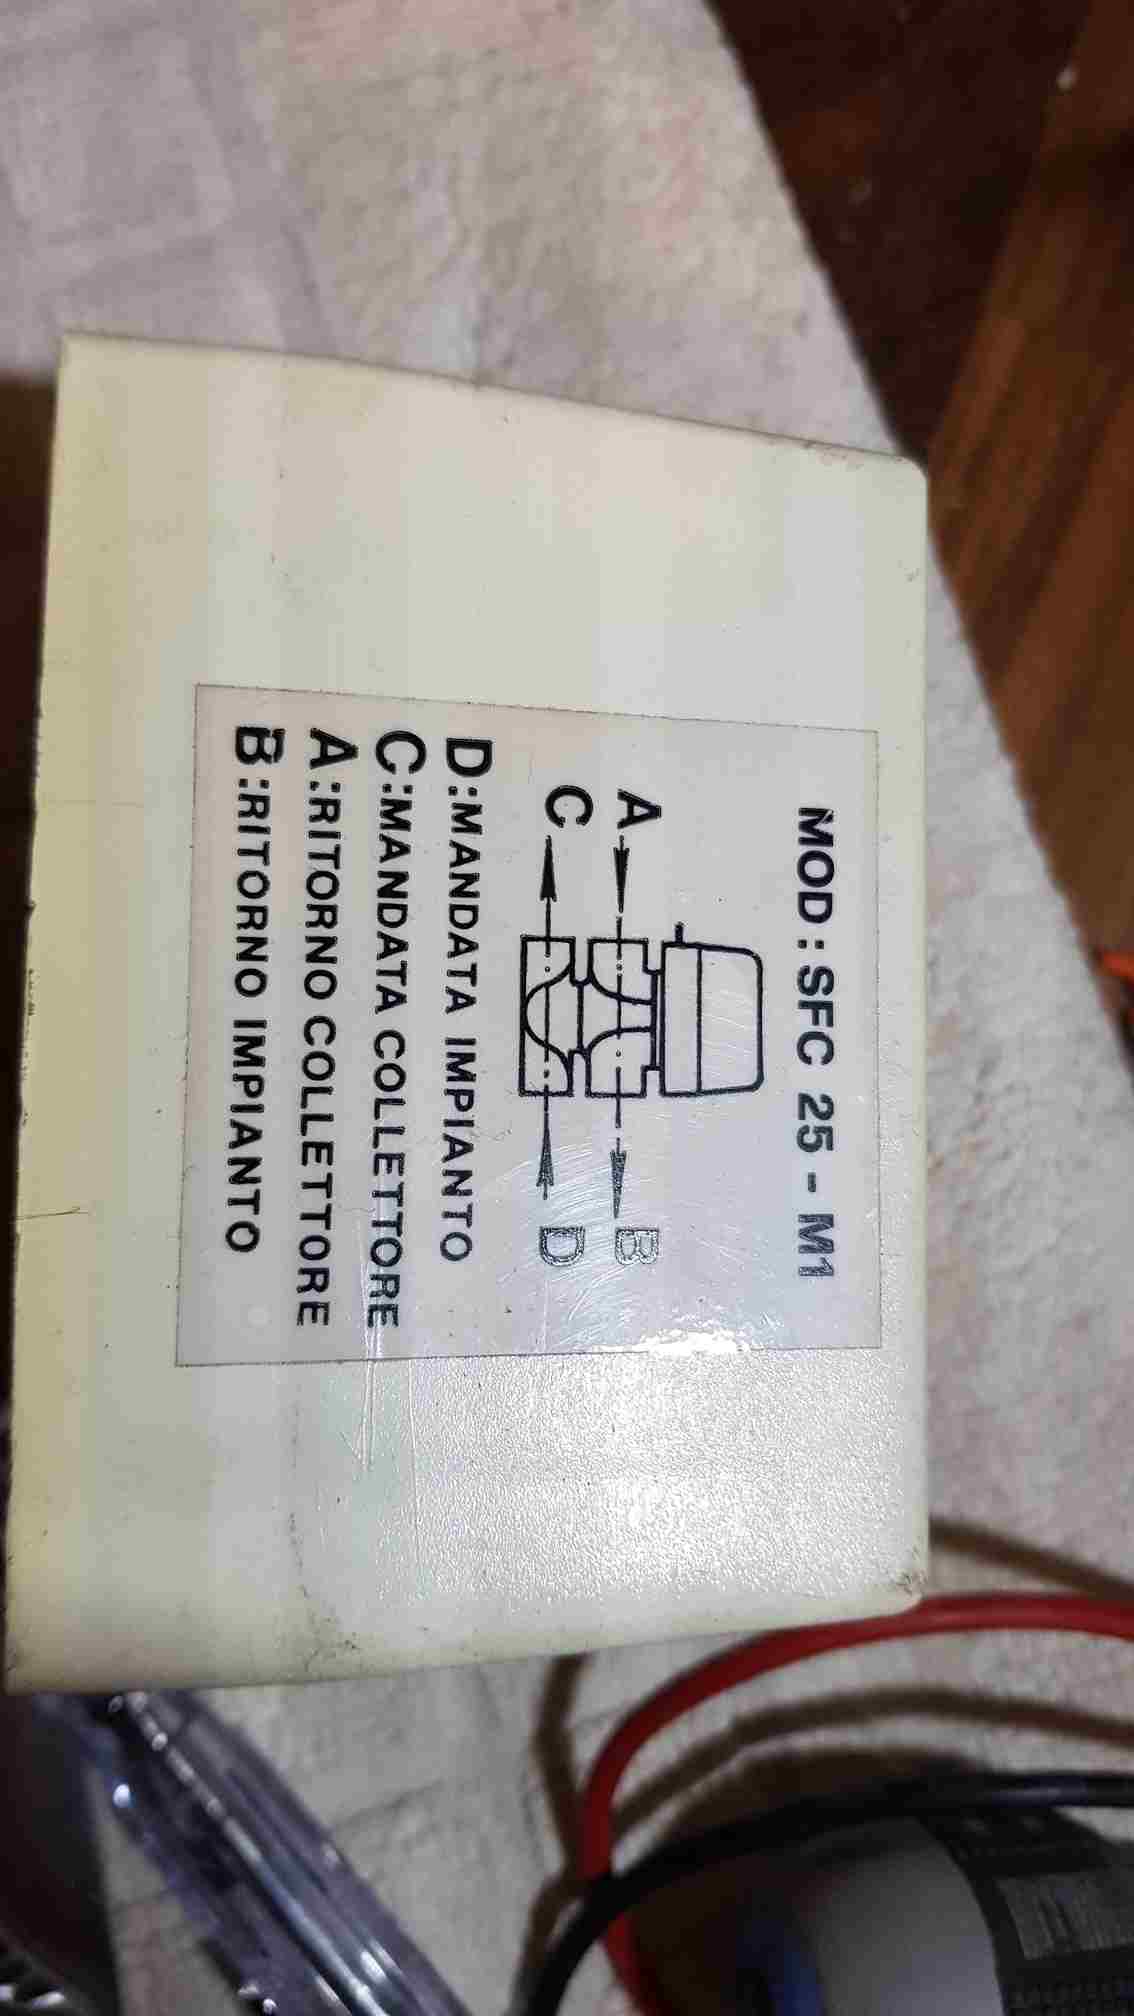 MOD : SFC 25 - M1
A B
C D
D:MANDATA IMPIANTO
C:MANDATA COLLETTORE
A:RITORNO COLLETTORE
B:RITORNO IMPIANTO